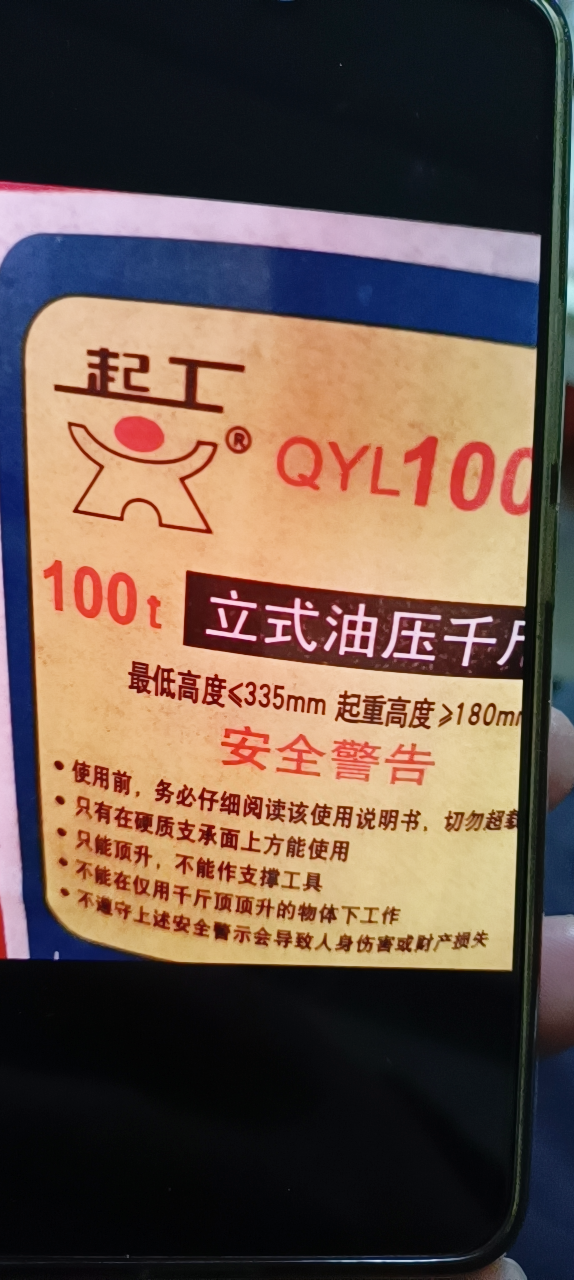 起工
®
QYL100
100t 立式油压千斤
最低高度≤335mm 起重高度≥180mm
安全警告
• 使用前，务必仔细阅读该使用说明书，切勿超载
• 只有在硬质支承面上方能使用
• 只能顶升，不能作支撑工具
• 不能在仅用千斤顶顶升的物体下工作
• 不遵守上述安全警示会导致人身伤害或财产损失